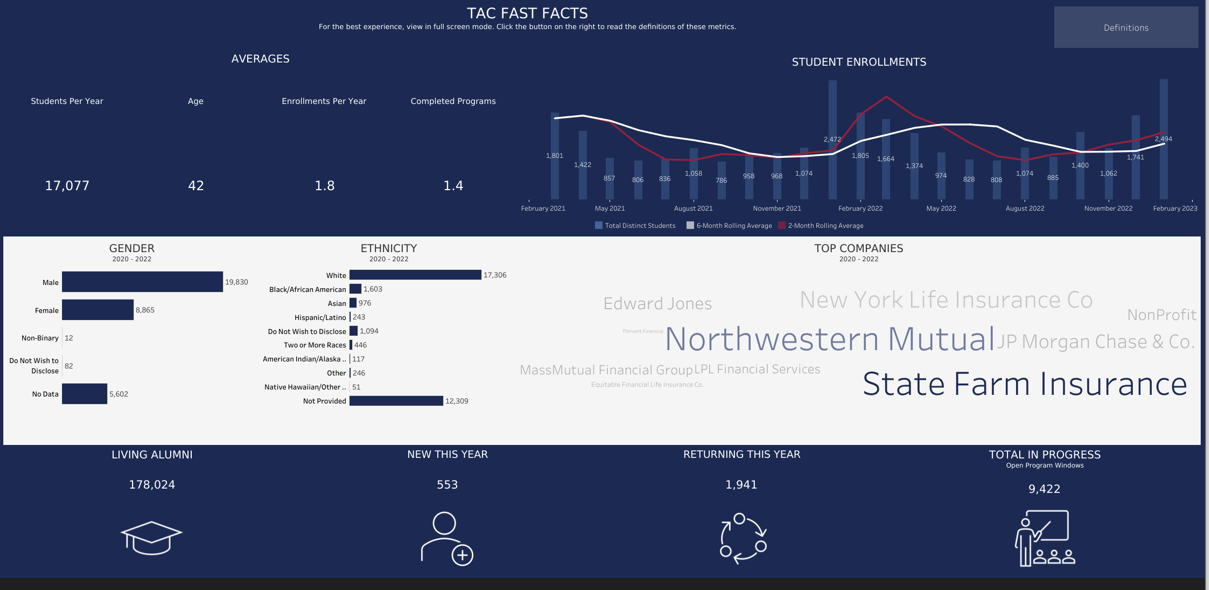 TAC FAST FACTS
For the best experience, view in full screen mode. Click the button on the right to read the definitions of these metrics.
Definitions
AVERAGES
Students Per Year
Age
Enrollments Per Year
Completed Programs
17,077
42
1.8
1.4
STUDENT ENROLLMENTS
1,801
1,422
857
806
836
1,058
786
958
968
1,074
2,472
1,805
1,664
1,374
974
828
808
1,074
885
1,400
1,062
1,741
2,494
February 2021
May 2021
August 2021
November 2021
February 2022
May 2022
August 2022
November 2022
February 2023
Total Distinct Students
6-Month Rolling Average
2-Month Rolling Average
GENDER
2020 - 2022
Male 19,830
Female 8,865
Non-Binary 12
Do Not Wish to
Disclose 82
No Data 5,602
ETHNICITY
2020 - 2022
White 17,306
Black/African American 1,603
Asian 976
Hispanic/Latino 243
Do Not Wish to Disclose 1,094
Two or More Races 446
American Indian/Alaska .. 117
Other 246
Native Hawaiian/Other .. 51
Not Provided 12,309
TOP COMPANIES
2020 - 2022
Edward Jones
New York Life Insurance Co
NonProfit
Northwestern Mutual
JP Morgan Chase & Co.
MassMutual Financial Group
LPL Financial Services
Equitable Financial Life Insurance Co.
State Farm Insurance
LIVING ALUMNI
178,024
NEW THIS YEAR
553
RETURNING THIS YEAR
1,941
TOTAL IN PROGRESS
Open Program Windows
9,422